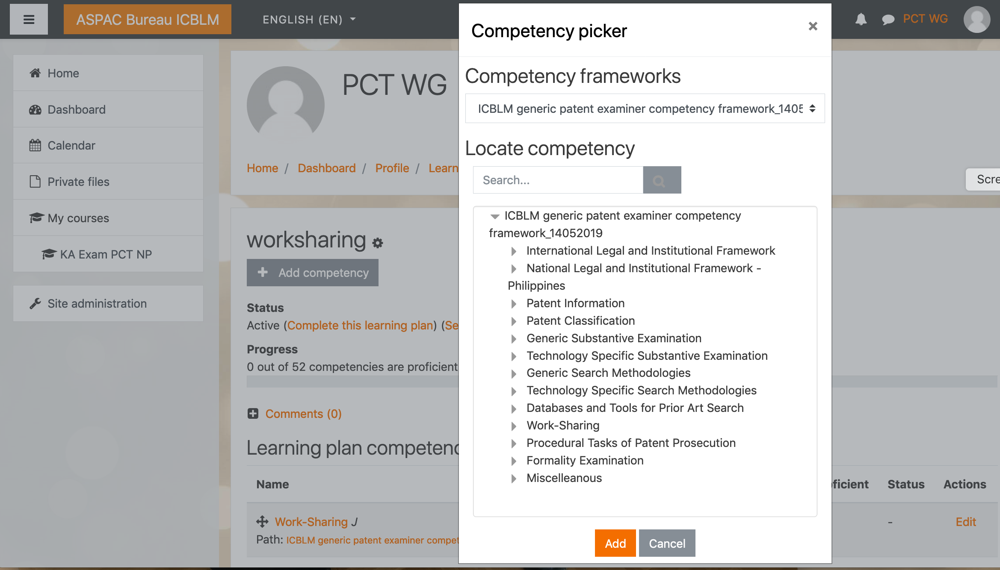 ASPAC Bureau ICBLM
ENGLISH (EN)
PCT WG
Home
Dashboard
Calendar
Private files
My courses
KA Exam PCT NP
Site administration
PCT WG
Home / Dashboard / Profile / Learn
worksharing
Add competency
Status
Active (Complete this learning plan) (Se
Progress
0 out of 52 competencies are proficient
Comments (0)
Learning plan competenc
Name
ficient Status Actions
Work-Sharing J
- Edit
Path: ICBLM generic patent examiner compet
Competency picker
×
Competency frameworks
ICBLM generic patent examiner competency framework_1405
Locate competency
Search...
ICBLM generic patent examiner competency
framework_14052019
International Legal and Institutional Framework
National Legal and Institutional Framework -
Philippines
Patent Information
Patent Classification
Generic Substantive Examination
Technology Specific Substantive Examination
Generic Search Methodologies
Technology Specific Search Methodologies
Databases and Tools for Prior Art Search
Work-Sharing
Procedural Tasks of Patent Prosecution
Formality Examination
Miscelleanous
Add Cancel
Scre